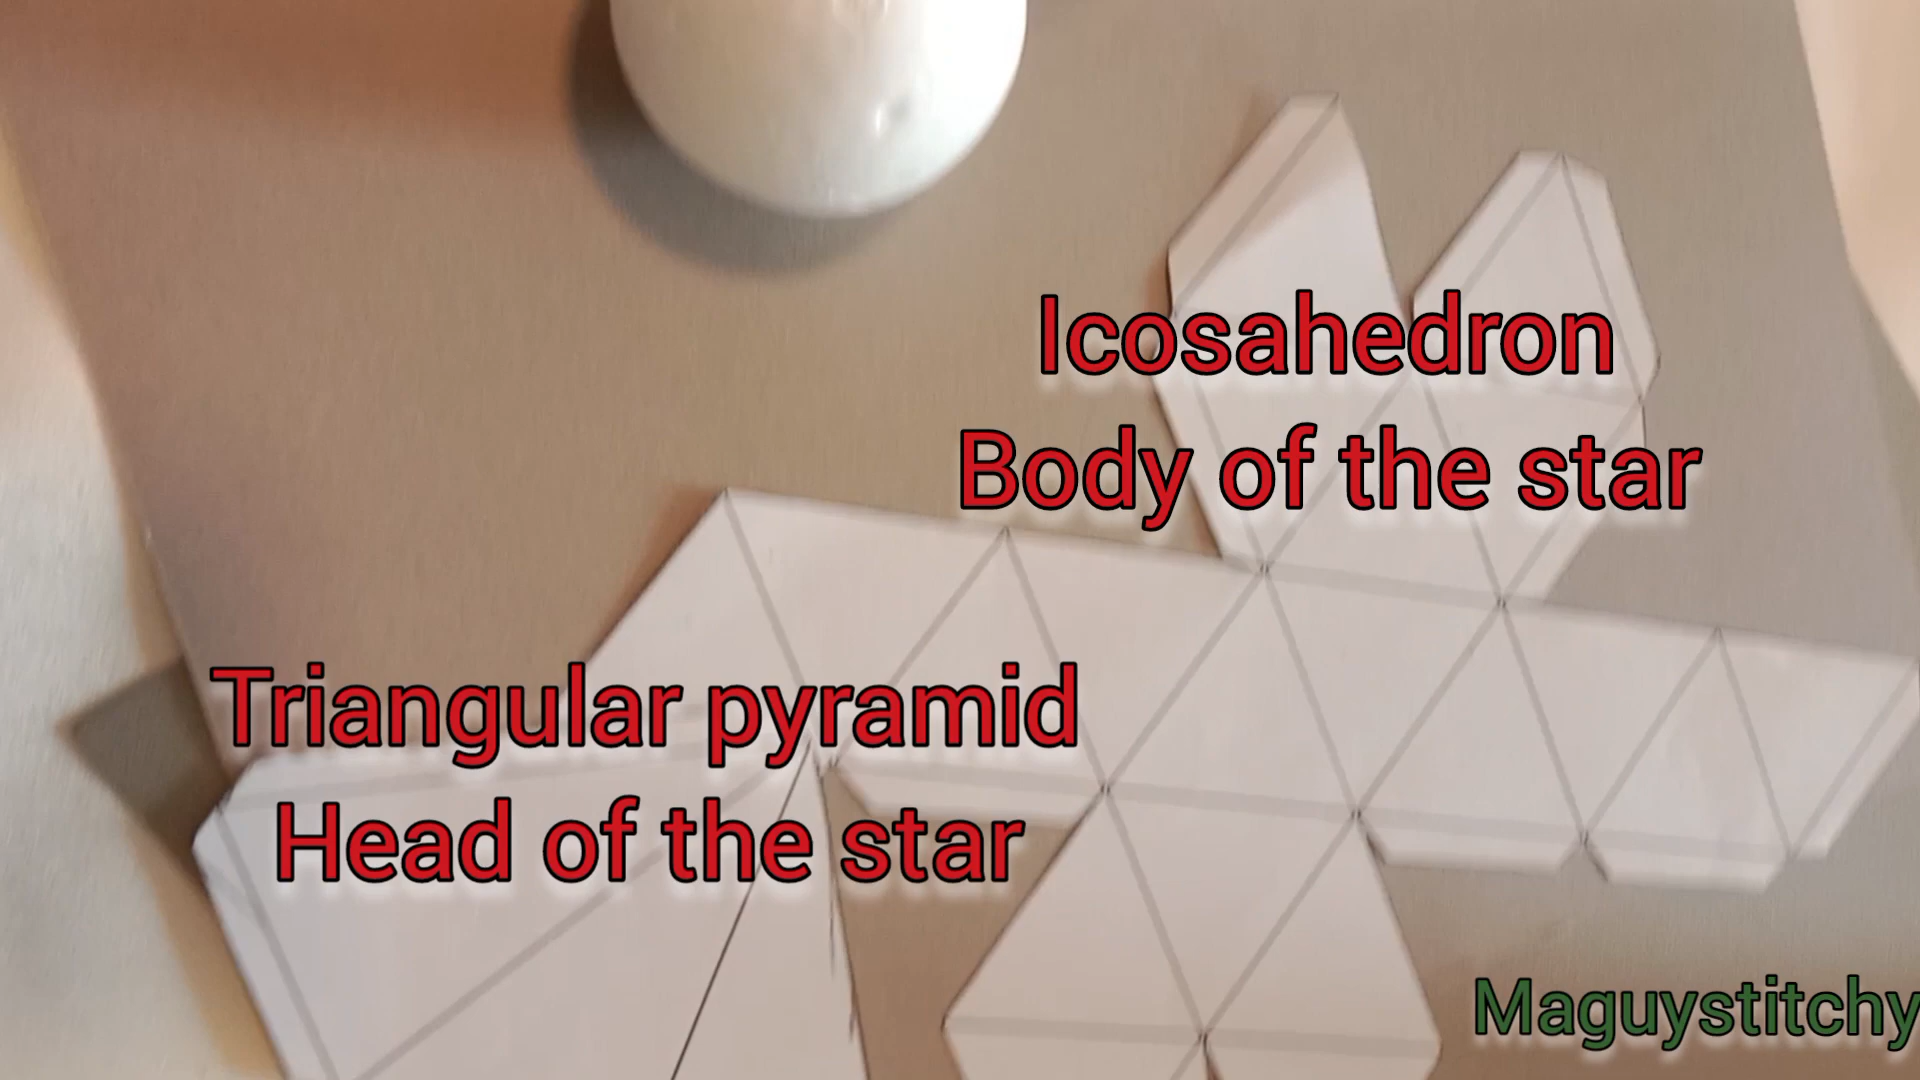 Icosahedron
Body of the star
Triangular pyramid
Head of the star
Maguystitchy